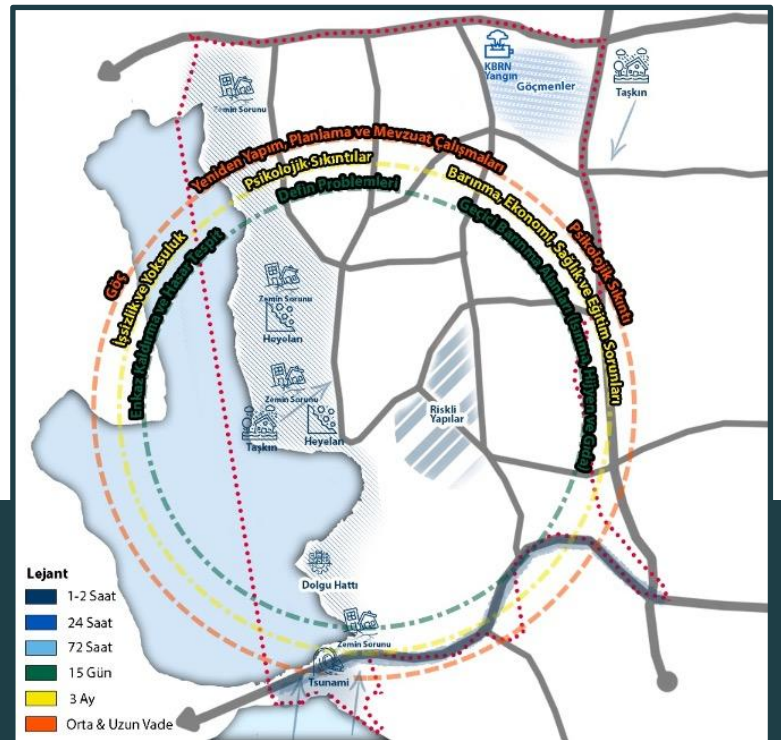 KBRN
Yangın
Göçmenler
Taşkın
Zemin Sorunu
Yeniden Yapım, Planlama ve Mevzuat Çalışmaları
Psikolojik Sıkıntılar
Defin Problemleri
Barınma, Ekonomi, Sağlık ve Eğitim Sorunları
Geçici Barınma Alanları (Isınma, Hijyen ve Gıda)
Psikolojik Sıkıntı
Göç
İşsizlik ve Yoksuluk
Enkaz Kaldırma ve Hasar Tespit
Zemin Sorunu
Heyelan
Zemin Sorunu
Taşkın
Heyelan
Riskli
Yapılar
Dolgu Hattı
Zemin Sorunu
Tsunami
Lejant
1-2 Saat
24 Saat
72 Saat
15 Gün
3 Ay
Orta & Uzun Vade